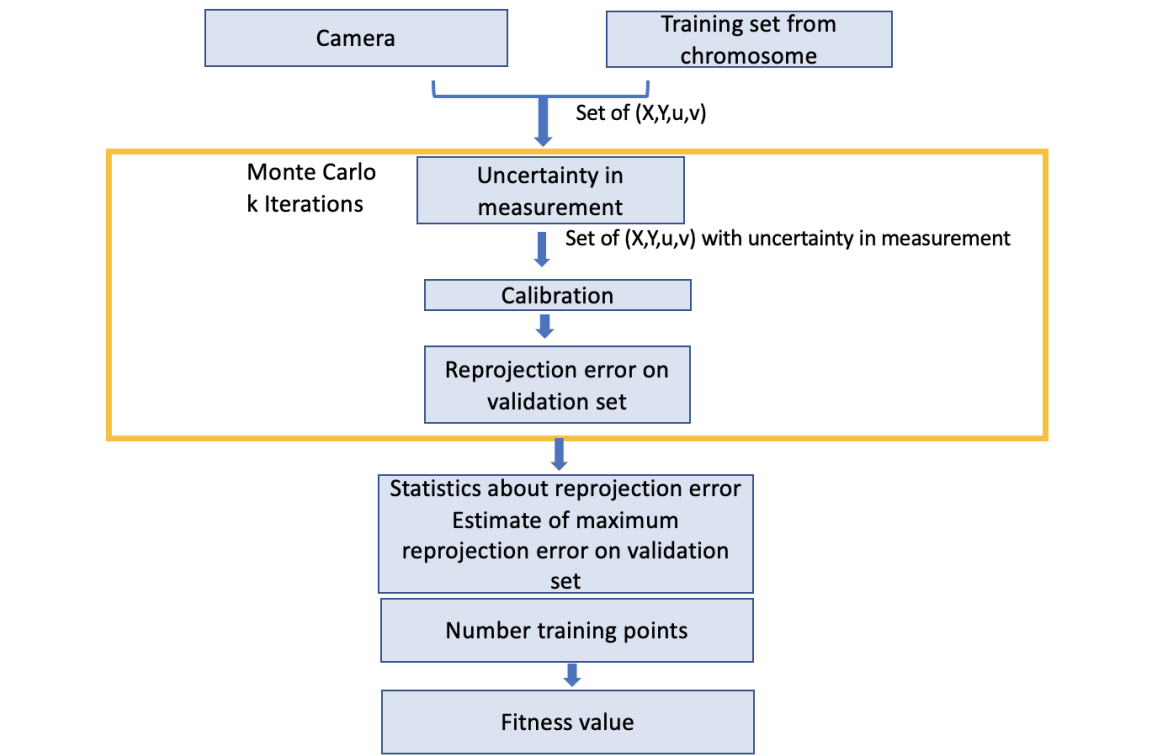 Camera
Training set from
chromosome
Set of (X,Y,u,v)
Monte Carlo
k Iterations
Uncertainty in
measurement
Set of (X,Y,u,v) with uncertainty in measurement
Calibration
Reprojection error on
validation set
Statistics about reprojection error
Estimate of maximum
reprojection error on validation
set
Number training points
Fitness value